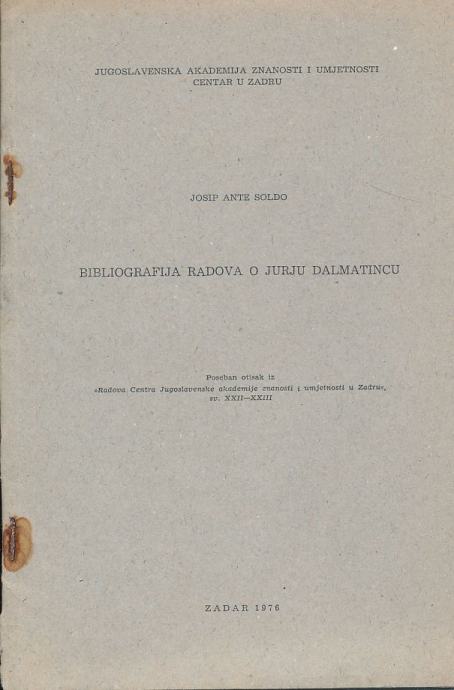 JUGOSLAVENSKA AKADEMIJA ZNANOSTI I UMJETNOSTI
CENTAR U ZADRU
JOSIP ANTE SOLDO
BIBLIOGRAFIJA RADOVA O JURJU DALMATINCU
Poseban otisak iz
»Radova Centra Jugoslavenske akademije znanosti i umjetnosti u Zadru«,
sv. XXII—XXIII
ZADAR 1976